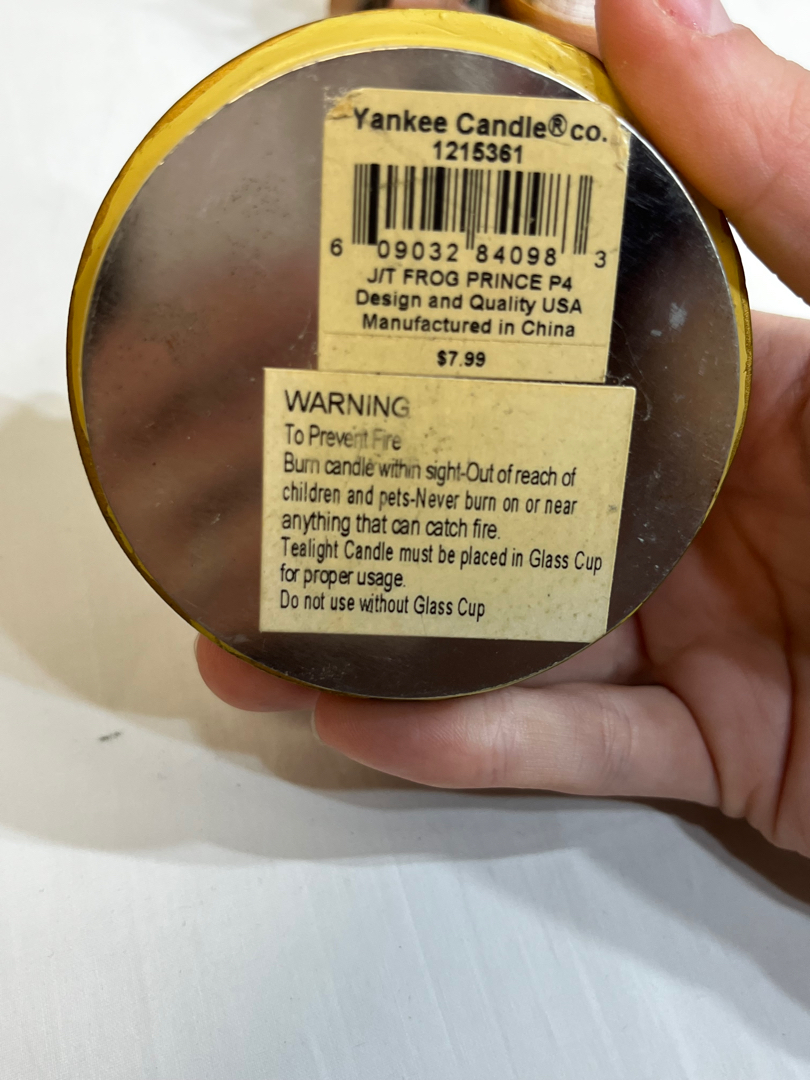 Yankee Candle®co.
1215361
6 09032 84098 3
J/T FROG PRINCE P4
Design and Quality USA
Manufactured in China
$7.99
WARNING
To Prevent Fire
Burn candle within sight-Out of reach of
children and pets-Never burn on or near
anything that can catch fire.
Tealight Candle must be placed in Glass Cup
for proper usage.
Do not use without Glass Cup